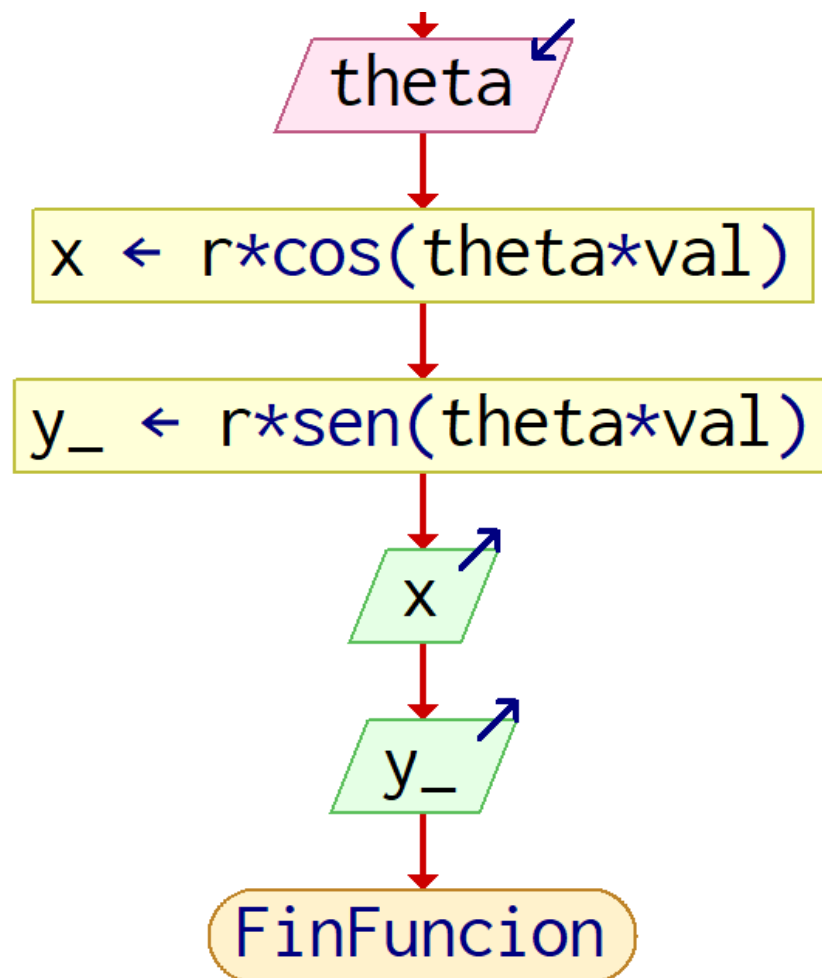 theta
x ← r*cos(theta*val)
y_ ← r*sen(theta*val)
x
y_
FinFuncion